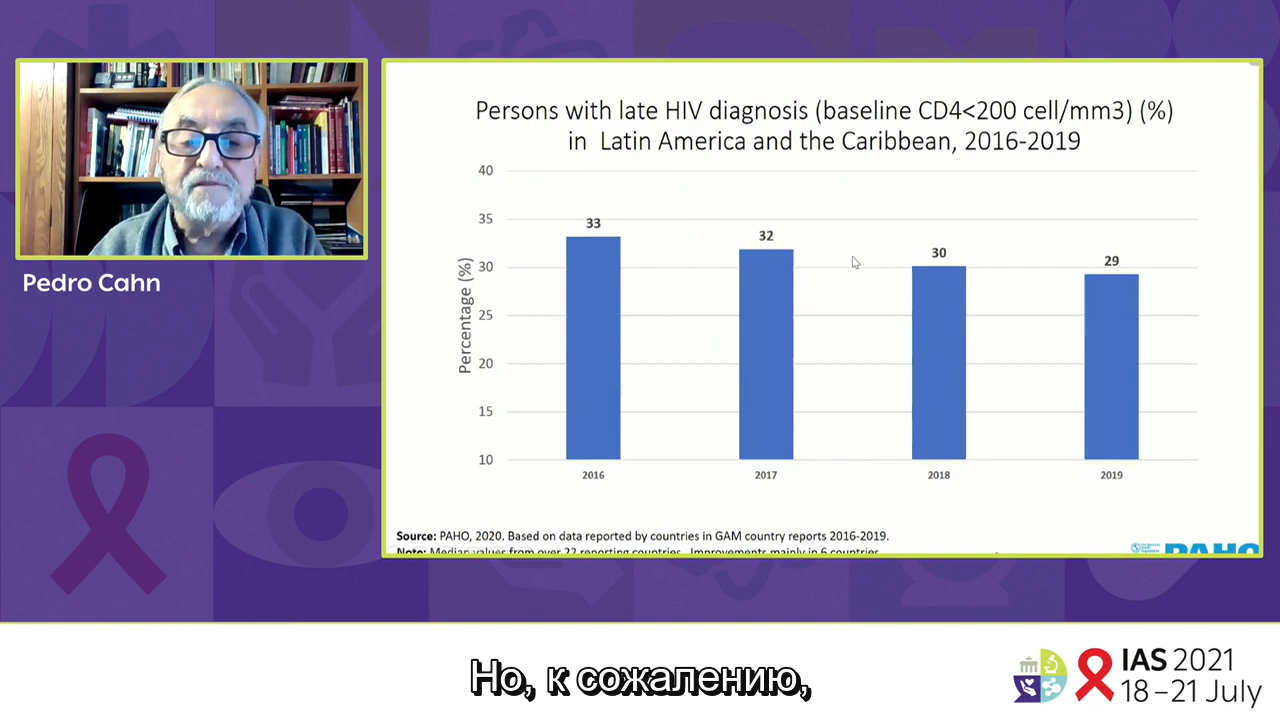 Pedro Cahn
Persons with late HIV diagnosis (baseline CD4<200 cell/mm3) (%)
in Latin America and the Caribbean, 2016-2019
Percentage (%)
40
35
30
25
20
15
10
33
32
30
29
2016
2017
2018
2019
Source: PAHO, 2020. Based on data reported by countries in GAM country reports 2016-2019.
Note: Median values from over 22 reporting countries. Improvements mainly in 6 countries
PAHO
Но, к сожалению,
IAS 2021
18 – 21 July